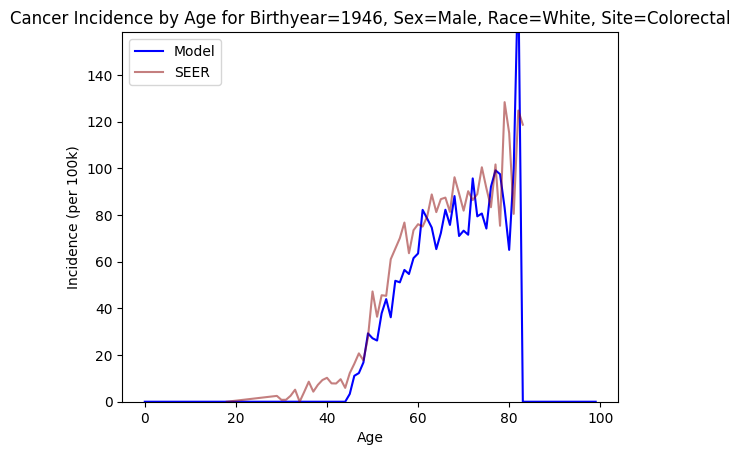 Cancer Incidence by Age for Birthyear=1946, Sex=Male, Race=White, Site=Colorectal
Model
SEER
Incidence (per 100k)
140
120
100
80
60
40
20
0
0 20 40 60 80 100
Age